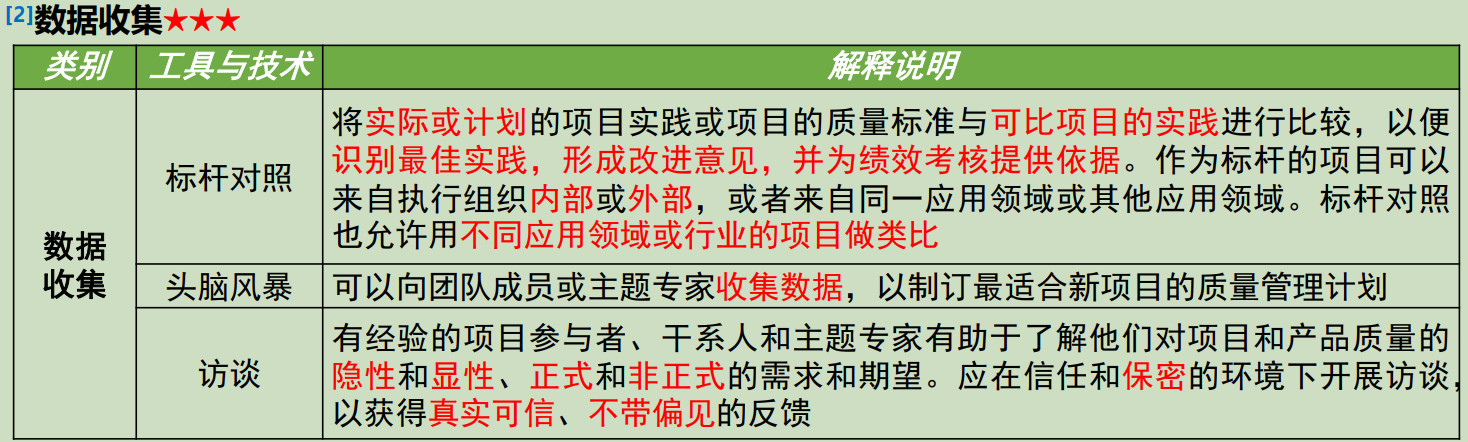 [2]数据收集★★★
类别 工具与技术 解释说明
数据
收集
标杆对照
将实际或计划的项目实践或项目的质量标准与可比项目的实践进行比较，以便
识别最佳实践，形成改进意见，并为绩效考核提供依据。作为标杆的项目可以
来自执行组织内部或外部，或者来自同一应用领域或其他应用领域。标杆对照
也允许用不同应用领域或行业的项目做类比
头脑风暴
可以向团队成员或主题专家收集数据，以制订最适合新项目的质量管理计划
访谈
有经验的项目参与者、干系人和主题专家有助于了解他们对项目和产品质量的
隐性和显性、正式和非正式的需求和期望。应在信任和保密的环境下开展访谈，
以获得真实可信、不带偏见的反馈